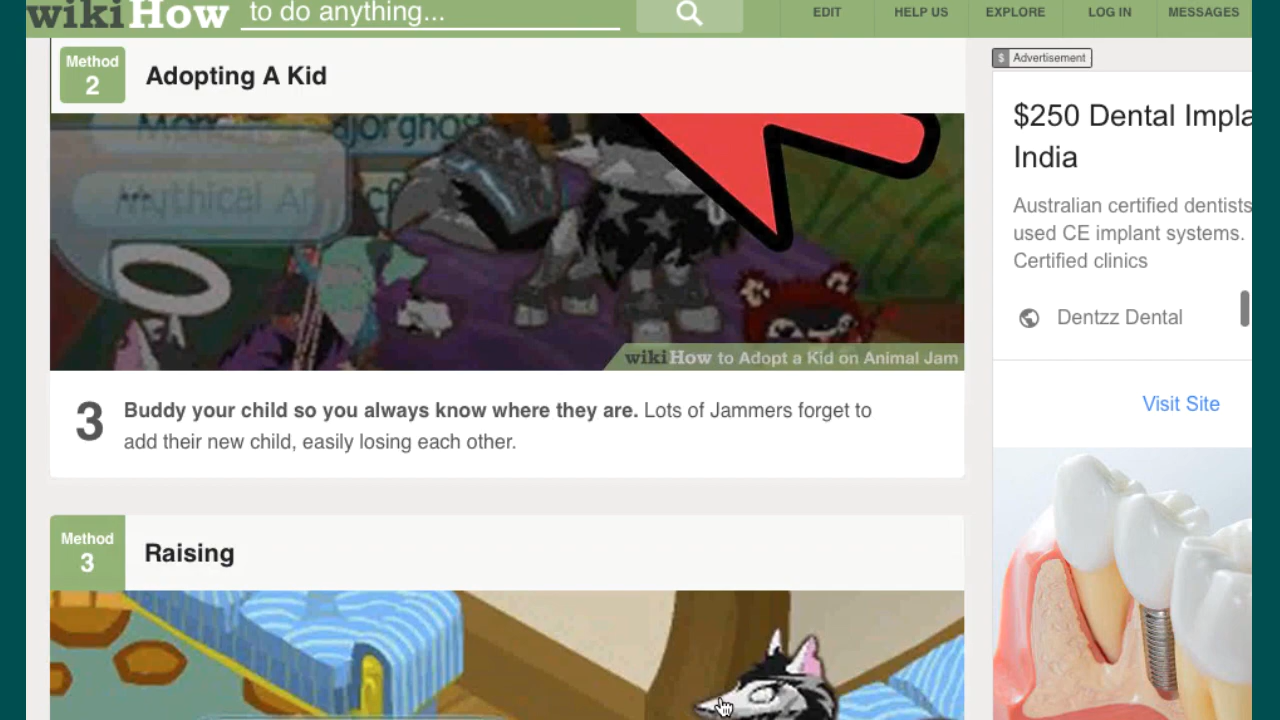 wikiHow to do anything...
EDIT
HELP US
EXPLORE
LOG IN
MESSAGES
Method
2
Adopting A Kid
Mythical
wikiHow to Adopt a Kid on Animal Jam
3
Buddy your child so you always know where they are. Lots of Jammers forget to
add their new child, easily losing each other.
Method
3
Raising
$ Advertisement
$250 Dental Impla
India
Australian certified dentists
used CE implant systems.
Certified clinics
Dentzz Dental
Visit Site